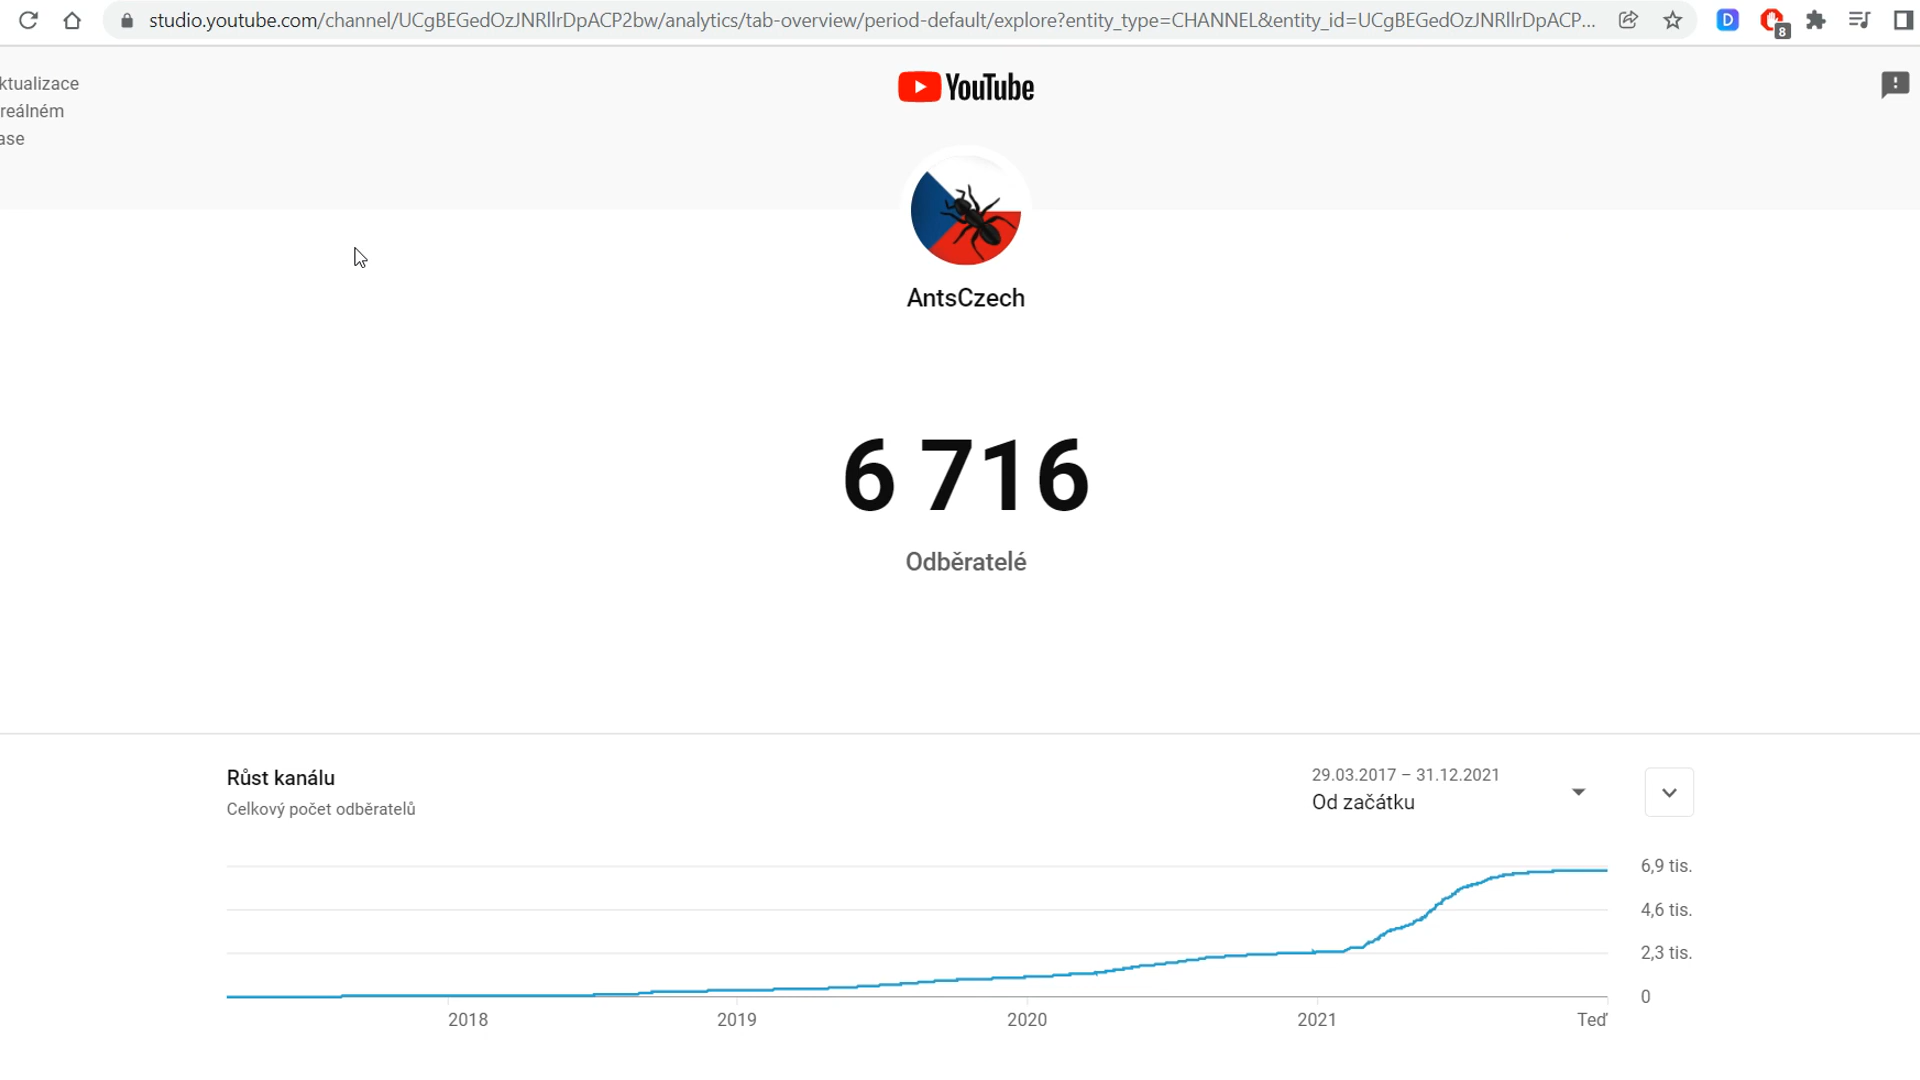 studio.youtube.com/channel/UCgBEGedOzJNRllrDpACP2bw/analytics/tab-overview/period-default/explore?entity_type=CHANNEL&entity_id=UCgBEGedOzJNRllrDpACP...
D
8
ktualizace
reálném
ase
YouTube
AntsCzech
6 716
Odběratelé
Růst kanálu
Celkový počet odběratelů
29.03.2017 – 31.12.2021
Od začátku
6,9 tis.
4,6 tis.
2,3 tis.
0
2018
2019
2020
2021
Teď